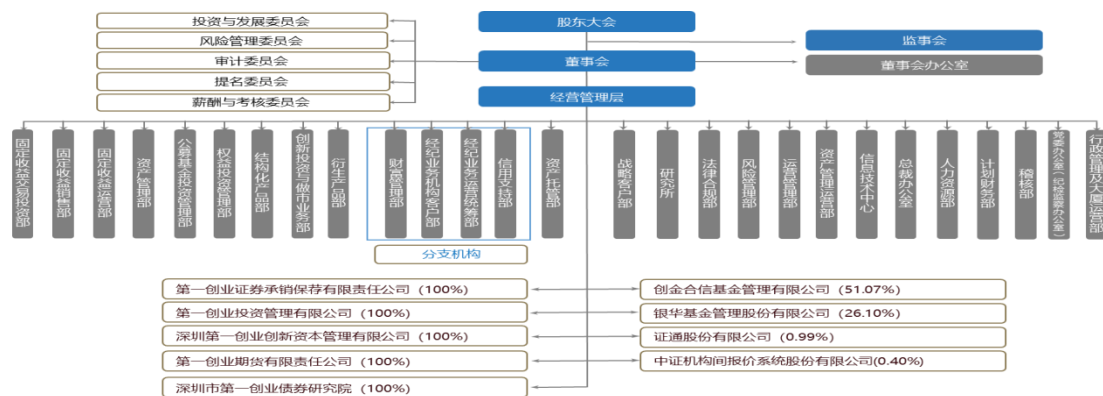 投资与发展委员会
股东大会
风险管理委员会
监事会
审计委员会
董事会
董事会办公室
提名委员会
经营管理层
薪酬与考核委员会
固定收益交易投资部
固定收益销售部
固定收益运营部
资产管理部
公募基金投资管理部
权益投资管理部
结构化产品部
创新投资与做市业务部
衍生产品部
财富管理部
经纪业务机构客户部
经纪业务运营统筹部
信用支持部
资产托管部
战略客户部
研究所
法律合规部
风险管理部
运营管理部
资产管理运营部
信息技术中心
总裁办公室
人力资源部
计划财务部
稽核部
党委办公室(纪检监察办公室)
行政管理及大厦运营部
分支机构
第一创业证券承销保荐有限责任公司 (100%)
创金合信基金管理有限公司 (51.07%)
第一创业投资管理有限公司 (100%)
银华基金管理股份有限公司 (26.10%)
深圳第一创业创新资本管理有限公司 (100%)
证通股份有限公司 (0.99%)
第一创业期货有限责任公司 (100%)
中证机构间报价系统股份有限公司(0.40%)
深圳市第一创业债券研究院 (100%)